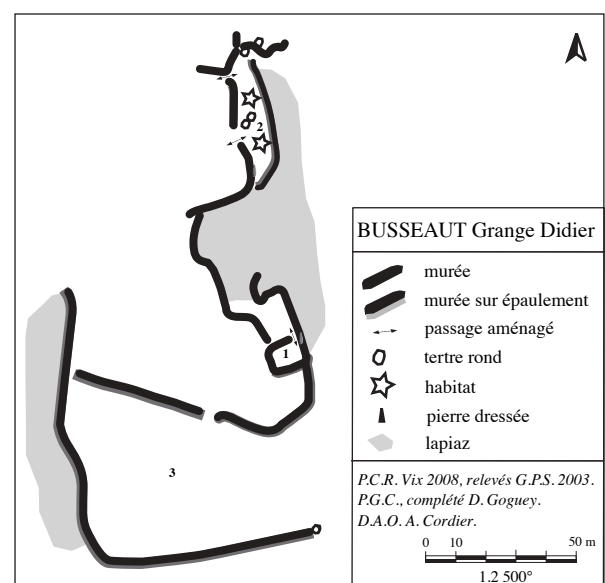 2
1
3
BUSSEAUT Grange Didier
murée
murée sur épaulement
passage aménagé
tertre rond
habitat
pierre dressée
lapiaz
P.C.R. Vix 2008, relevés G.P.S. 2003.
P.G.C., complété D. Goguey.
D.A.O. A. Cordier.
0 10 50 m
1.2 500°